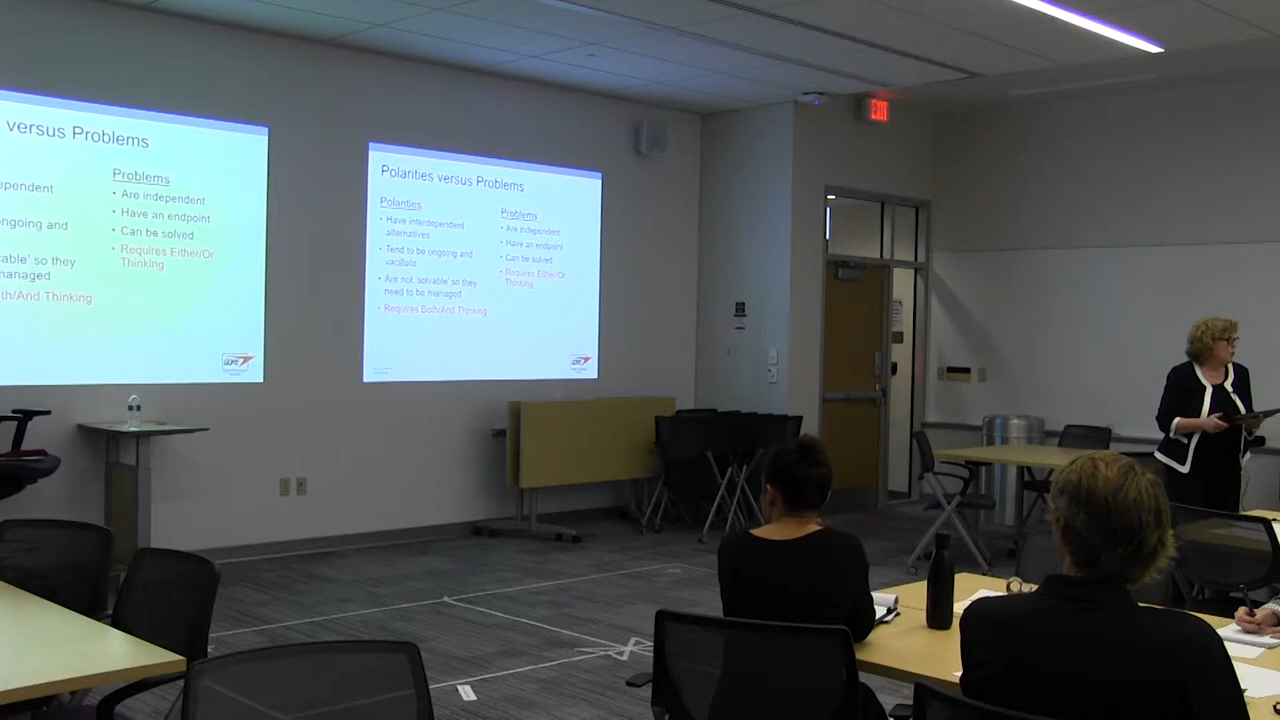 versus Problems
Problems
• Are independent
• Have an endpoint
ongoing and
• Can be solved
• Requires Either/Or
Thinking
managed
Both/And Thinking
Polarities versus Problems
Polarities
• Have interdependent
alternatives
• Tend to be ongoing and
vacillate
• Are not 'solvable' so they
need to be managed
• Requires Both/And Thinking
Problems
• Are independent
• Have an endpoint
• Can be solved
• Requires Either/Or
Thinking
EXIT